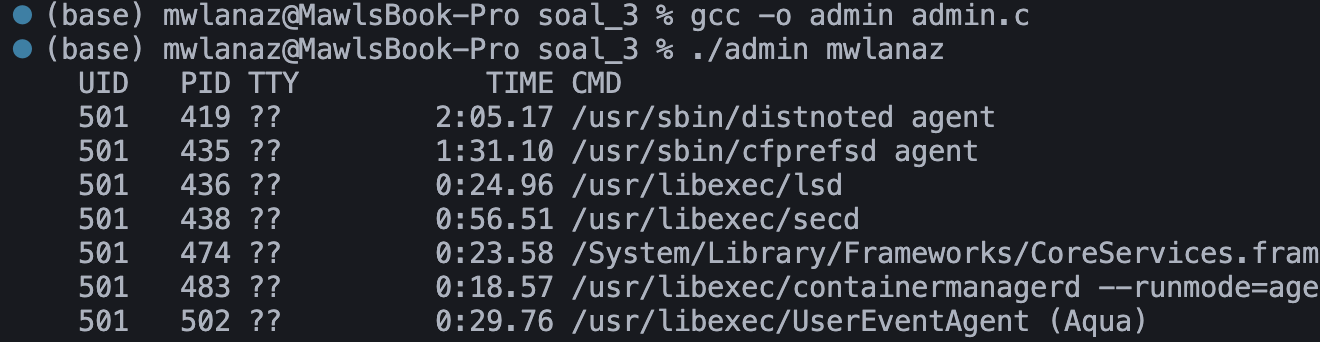 (base) mwlanaz@MawlsBook-Pro soal_3 % gcc -o admin admin.c
(base) mwlanaz@MawlsBook-Pro soal_3 % ./admin mwlanaz
UID PID TTY TIME CMD
501 419 ?? 2:05.17 /usr/sbin/distnoted agent
501 435 ?? 1:31.10 /usr/sbin/cfprefsd agent
501 436 ?? 0:24.96 /usr/libexec/lsd
501 438 ?? 0:56.51 /usr/libexec/secd
501 474 ?? 0:23.58 /System/Library/Frameworks/CoreServices.fram
501 483 ?? 0:18.57 /usr/libexec/containermanagerd --runmode=age
501 502 ?? 0:29.76 /usr/libexec/UserEventAgent (Aqua)